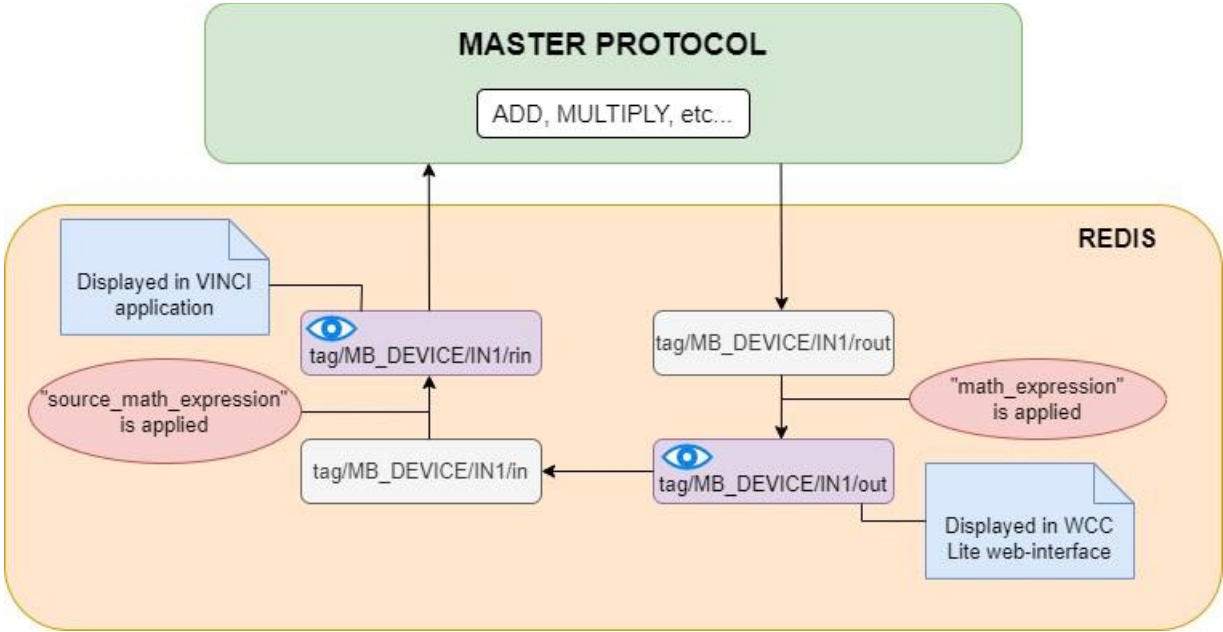 MASTER PROTOCOL
ADD, MULTIPLY, etc...
REDIS
Displayed in VINCI
application
tag/MB_DEVICE/IN1/rin
tag/MB_DEVICE/IN1/rout
"source_math_expression"
is applied
"math_expression"
is applied
tag/MB_DEVICE/IN1/in
tag/MB_DEVICE/IN1/out
Displayed in WCC
Lite web-interface